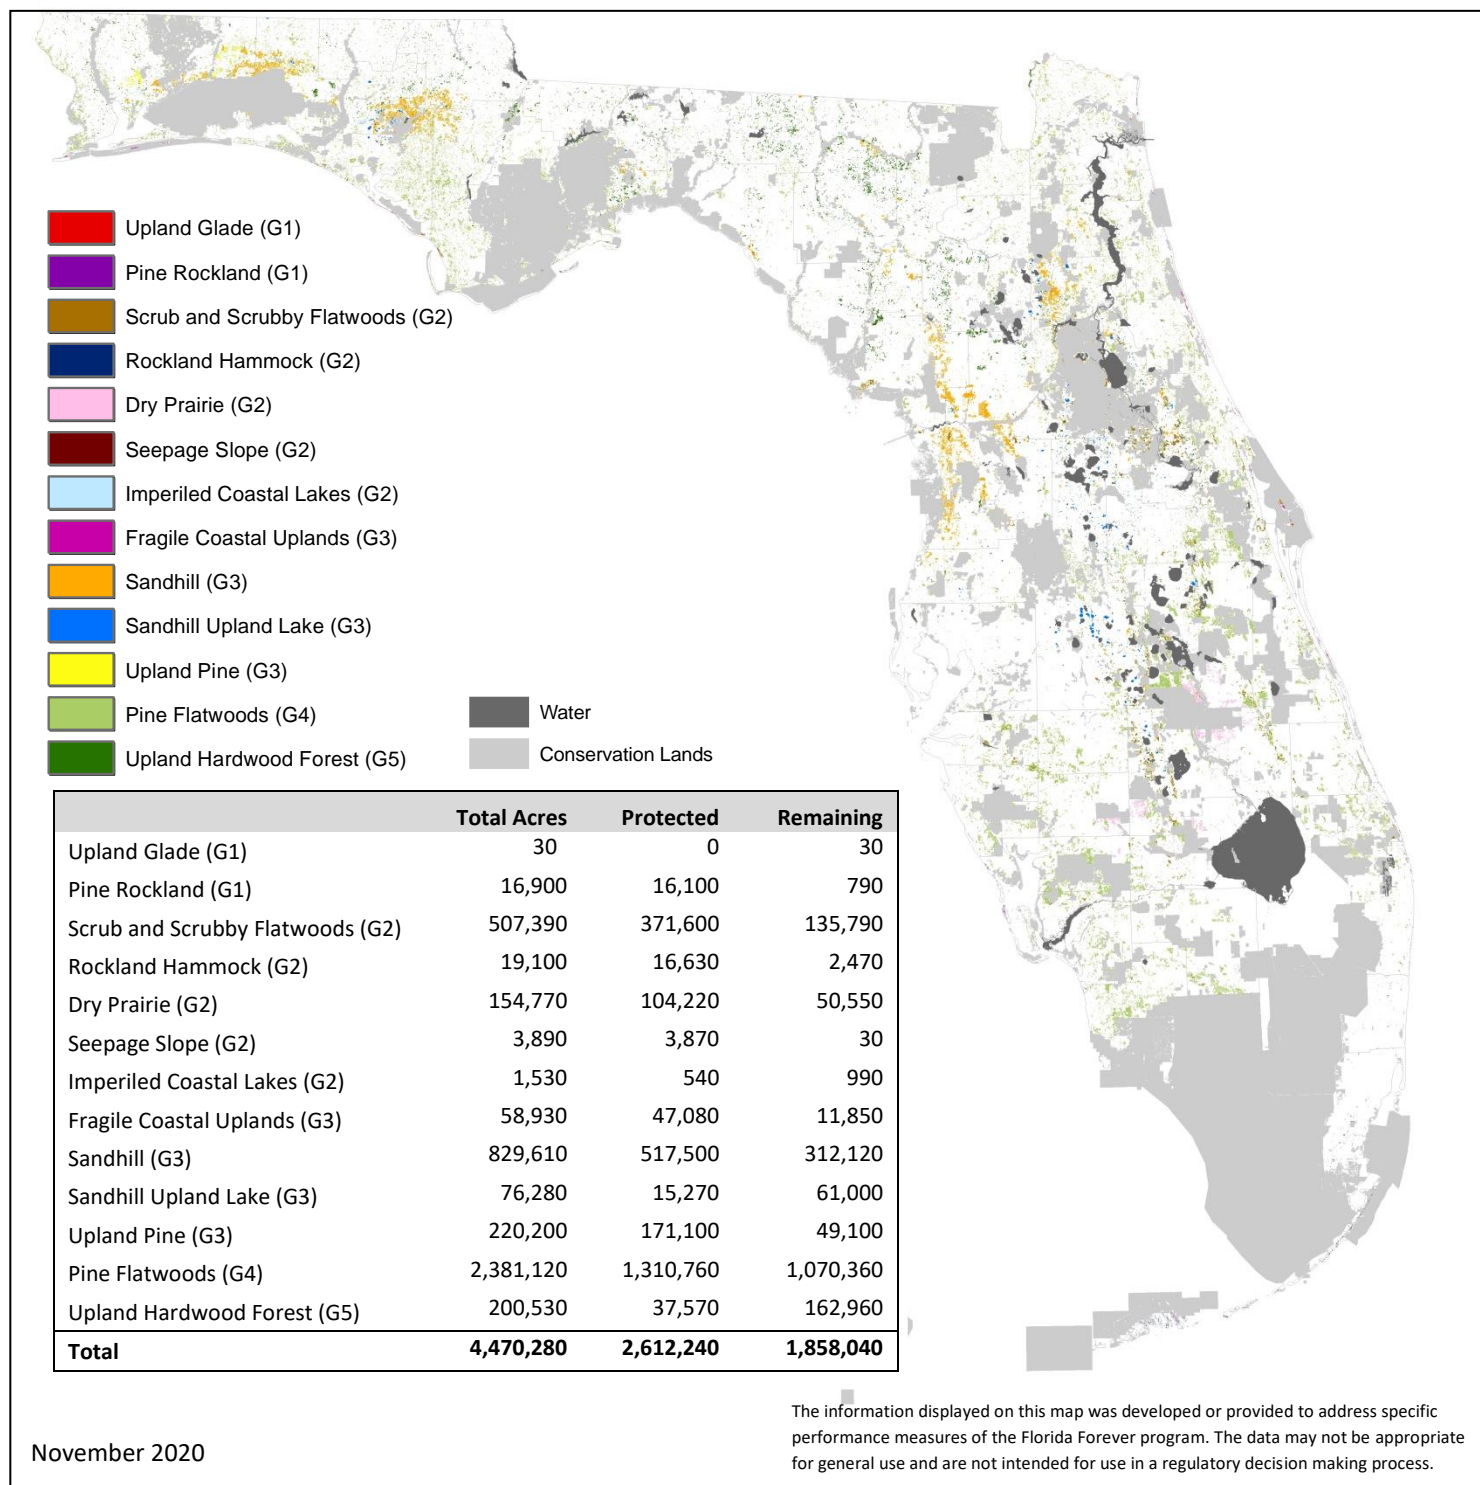 Upland Glade (G1)
Pine Rockland (G1)
Scrub and Scrubby Flatwoods (G2)
Rockland Hammock (G2)
Dry Prairie (G2)
Seepage Slope (G2)
Imperiled Coastal Lakes (G2)
Fragile Coastal Uplands (G3)
Sandhill (G3)
Sandhill Upland Lake (G3)
Upland Pine (G3)
Pine Flatwoods (G4)
Upland Hardwood Forest (G5)
Water
Conservation Lands
Total Acres Protected Remaining
Upland Glade (G1) 30 0 30
Pine Rockland (G1) 16,900 16,100 790
Scrub and Scrubby Flatwoods (G2) 507,390 371,600 135,790
Rockland Hammock (G2) 19,100 16,630 2,470
Dry Prairie (G2) 154,770 104,220 50,550
Seepage Slope (G2) 3,890 3,870 30
Imperiled Coastal Lakes (G2) 1,530 540 990
Fragile Coastal Uplands (G3) 58,930 47,080 11,850
Sandhill (G3) 829,610 517,500 312,120
Sandhill Upland Lake (G3) 76,280 15,270 61,000
Upland Pine (G3) 220,200 171,100 49,100
Pine Flatwoods (G4) 2,381,120 1,310,760 1,070,360
Upland Hardwood Forest (G5) 200,530 37,570 162,960
Total 4,470,280 2,612,240 1,858,040
The information displayed on this map was developed or provided to address specific
performance measures of the Florida Forever program. The data may not be appropriate
for general use and are not intended for use in a regulatory decision making process.
November 2020